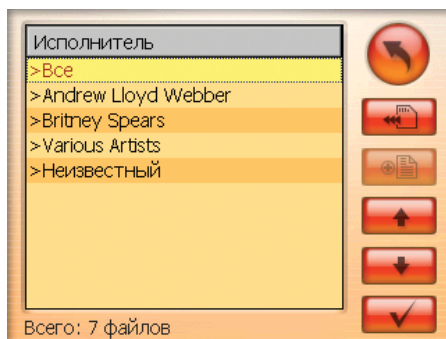 Исполнитель
>Все
>Andrew Lloyd Webber
>Britney Spears
>Various Artists
>Неизвестный
Всего: 7 файлов